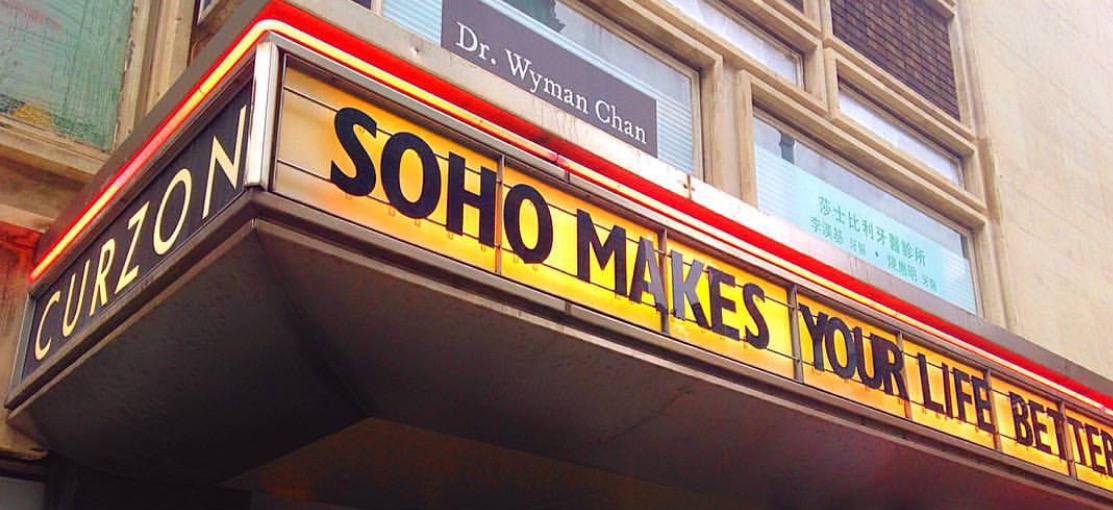 Dr. Wyman Chan
CURZON
SOHO MAKES YOUR LIFE BETTER
莎士比利牙醫診所